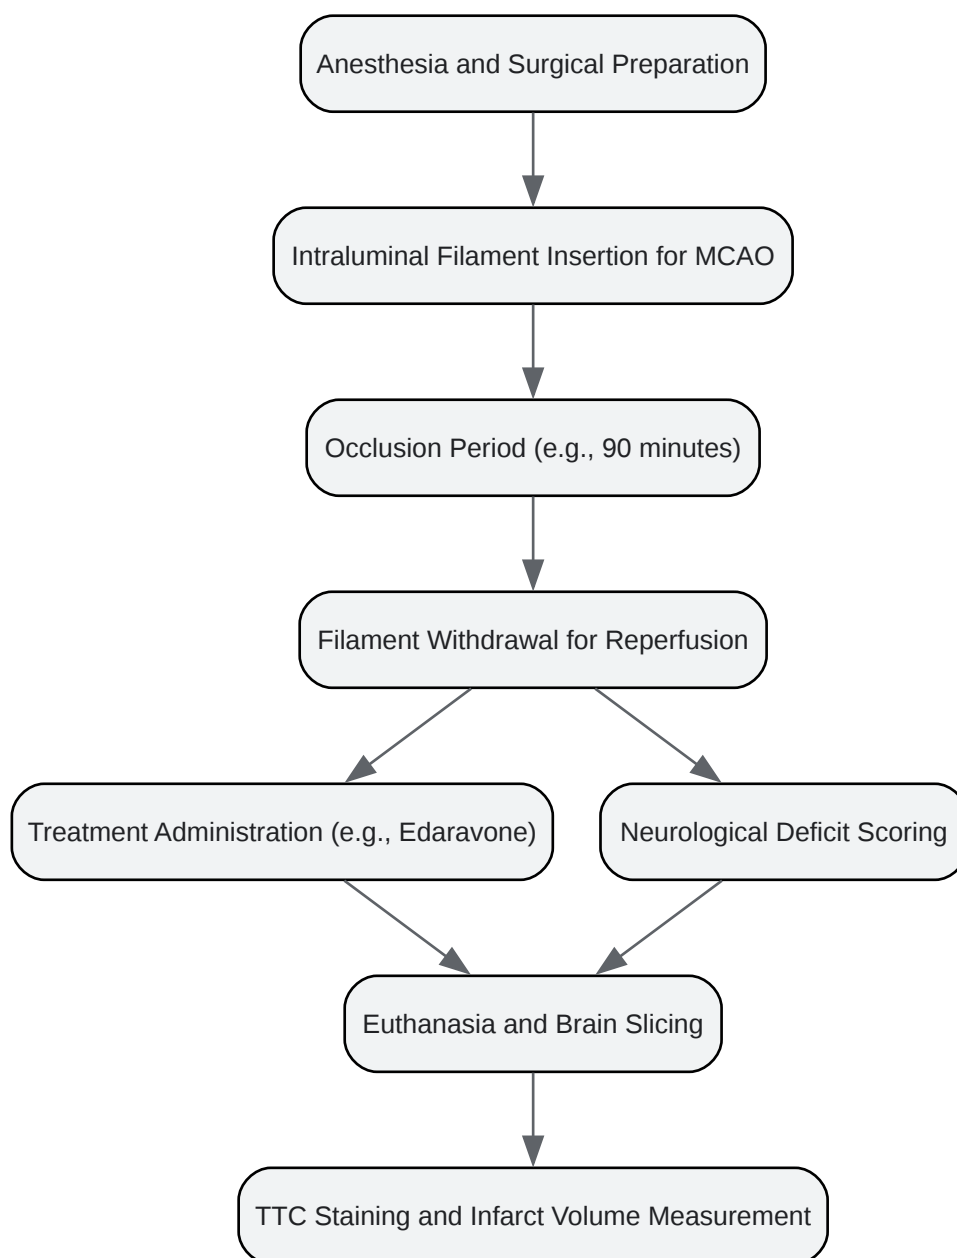 Anesthesia and Surgical Preparation
Intraluminal Filament Insertion for MCAO
Occlusion Period (e.g., 90 minutes)
Filament Withdrawal for Reperfusion
Treatment Administration (e.g., Edaravone)
Neurological Deficit Scoring
Euthanasia and Brain Slicing
TTC Staining and Infarct Volume Measurement